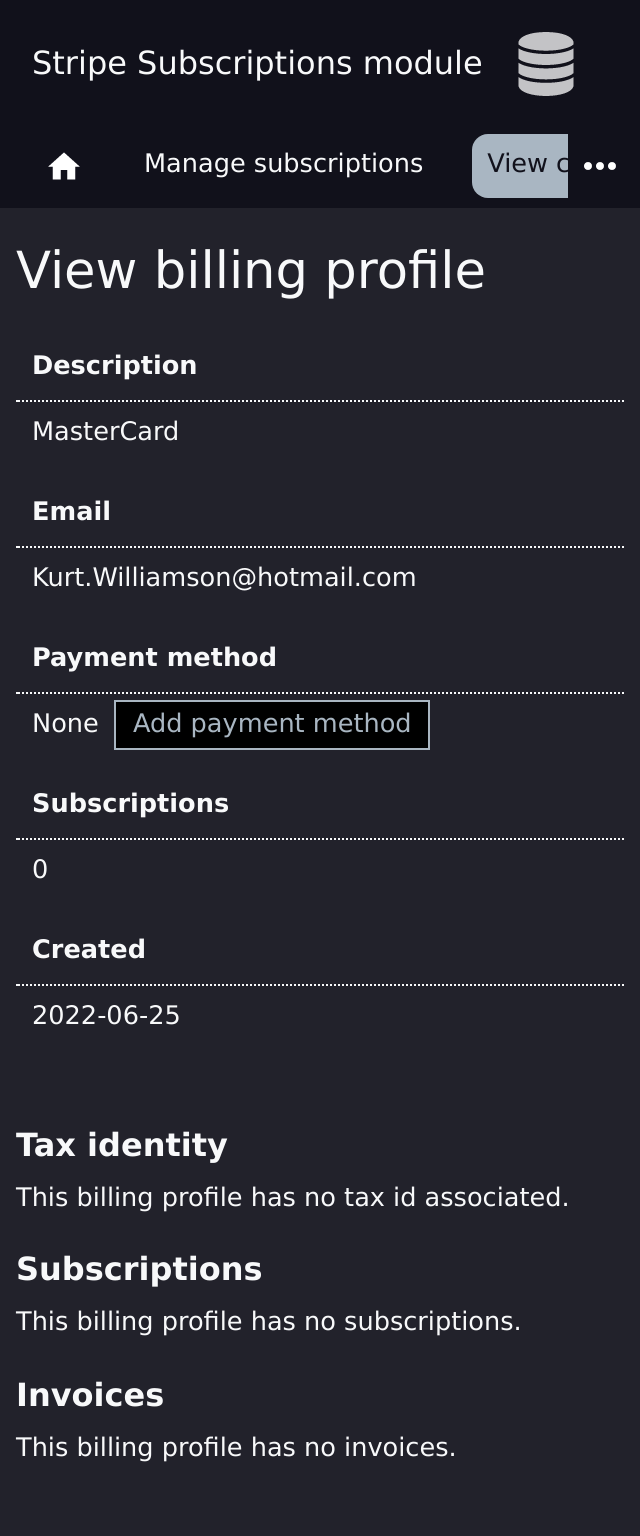 Stripe Subscriptions module
Manage subscriptions
View c
View billing profile
Description
MasterCard
Email
Kurt.Williamson@hotmail.com
Payment method
None Add payment method
Subscriptions
0
Created
2022-06-25
Tax identity
This billing profile has no tax id associated.
Subscriptions
This billing profile has no subscriptions.
Invoices
This billing profile has no invoices.